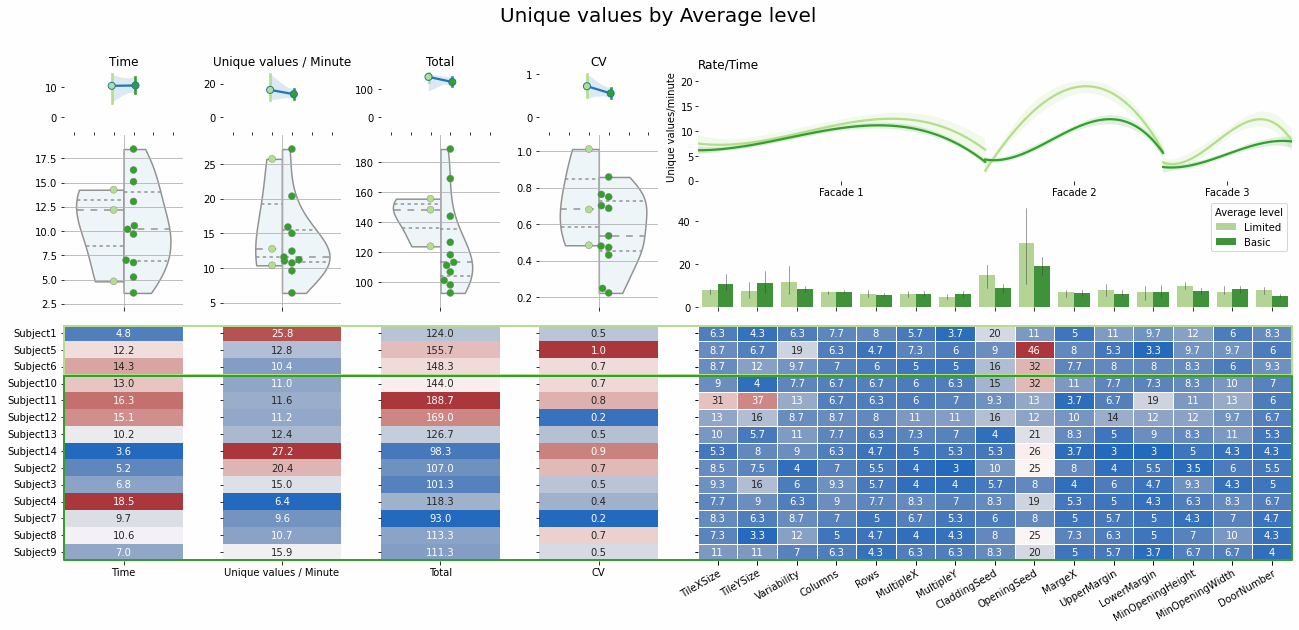 Unique values by Average level
Time
Unique values / Minute
Total
CV
Rate/Time
10
0
20
0
100
0
1
0
20
15
10
5
0
Unique values/minute
Facade 1
Facade 2
Facade 3
17.5
15.0
12.5
10.0
7.5
5.0
2.5
25
20
15
10
5
180
160
140
120
100
1.0
0.8
0.6
0.4
0.2
40
20
0
Average level
Limited
Basic
Subject1 4.8 25.8 124.0 0.5 6.3 4.3 6.3 7.7 8 5.7 3.7 20 11 5 11 9.7 12 6 8.3
Subject5 12.2 12.8 155.7 1.0 8.7 6.7 19 6.3 4.7 7.3 6 9 46 8 5.3 3.3 9.7 9.7 6
Subject6 14.3 10.4 148.3 0.7 8.7 12 9.7 7 6 5 5 16 32 7.7 8 8 8.3 6 9.3
Subject10 13.0 11.0 144.0 0.7 9 4 7.7 6.7 6.7 6 6.3 15 32 11 7.7 7.3 8.3 10 7
Subject11 16.3 11.6 188.7 0.8 31 37 13 6.7 6.3 6 7 9.3 13 3.7 6.7 19 11 13 6
Subject12 15.1 11.2 169.0 0.2 13 16 8.7 8.7 8 11 11 16 12 10 14 12 12 9.7 6.7
Subject13 10.2 12.4 126.7 0.5 10 5.7 11 7.7 6.3 7.3 7 4 21 8.3 5 9 8.3 11 5.3
Subject14 3.6 27.2 98.3 0.9 5.3 8 9 6.3 4.7 5 5.3 5.3 26 3.7 3 3 5 4.3 4.3
Subject2 5.2 20.4 107.0 0.7 8.5 7.5 4 7 5.5 4 3 10 25 8 4 5.5 3.5 6 5.5
Subject3 6.8 15.0 101.3 0.5 9.3 16 6 9.3 5.7 4 4 5.7 8 4 6 4.7 9.3 4.3 5
Subject4 18.5 6.4 118.3 0.4 7.7 9 6.3 9 7.7 8.3 7 8.3 19 5.3 5 4.3 6.3 8.3 6.7
Subject7 9.7 9.6 93.0 0.2 8.3 6.3 8.7 7 5 6.7 5.3 6 8 5 5.7 5 4.3 7 4.7
Subject8 10.6 10.7 113.3 0.7 7.3 3.3 12 5 4.7 4 4.3 8 25 7.3 6.3 5 7 10 4.3
Subject9 7.0 15.9 111.3 0.5 11 11 7 6.3 4.3 6.3 6.3 8.3 20 5 5.7 3.7 6.7 6.7 4
Time
Unique values / Minute
Total
CV
TileXSize
TileYSize
Variability
Columns
Rows
MultipleX
MultipleY
CladdingSeed
OpeningSeed
MargeX
UpperMargin
LowerMargin
MinOpeningHeight
MinOpeningWidth
DoorNumber